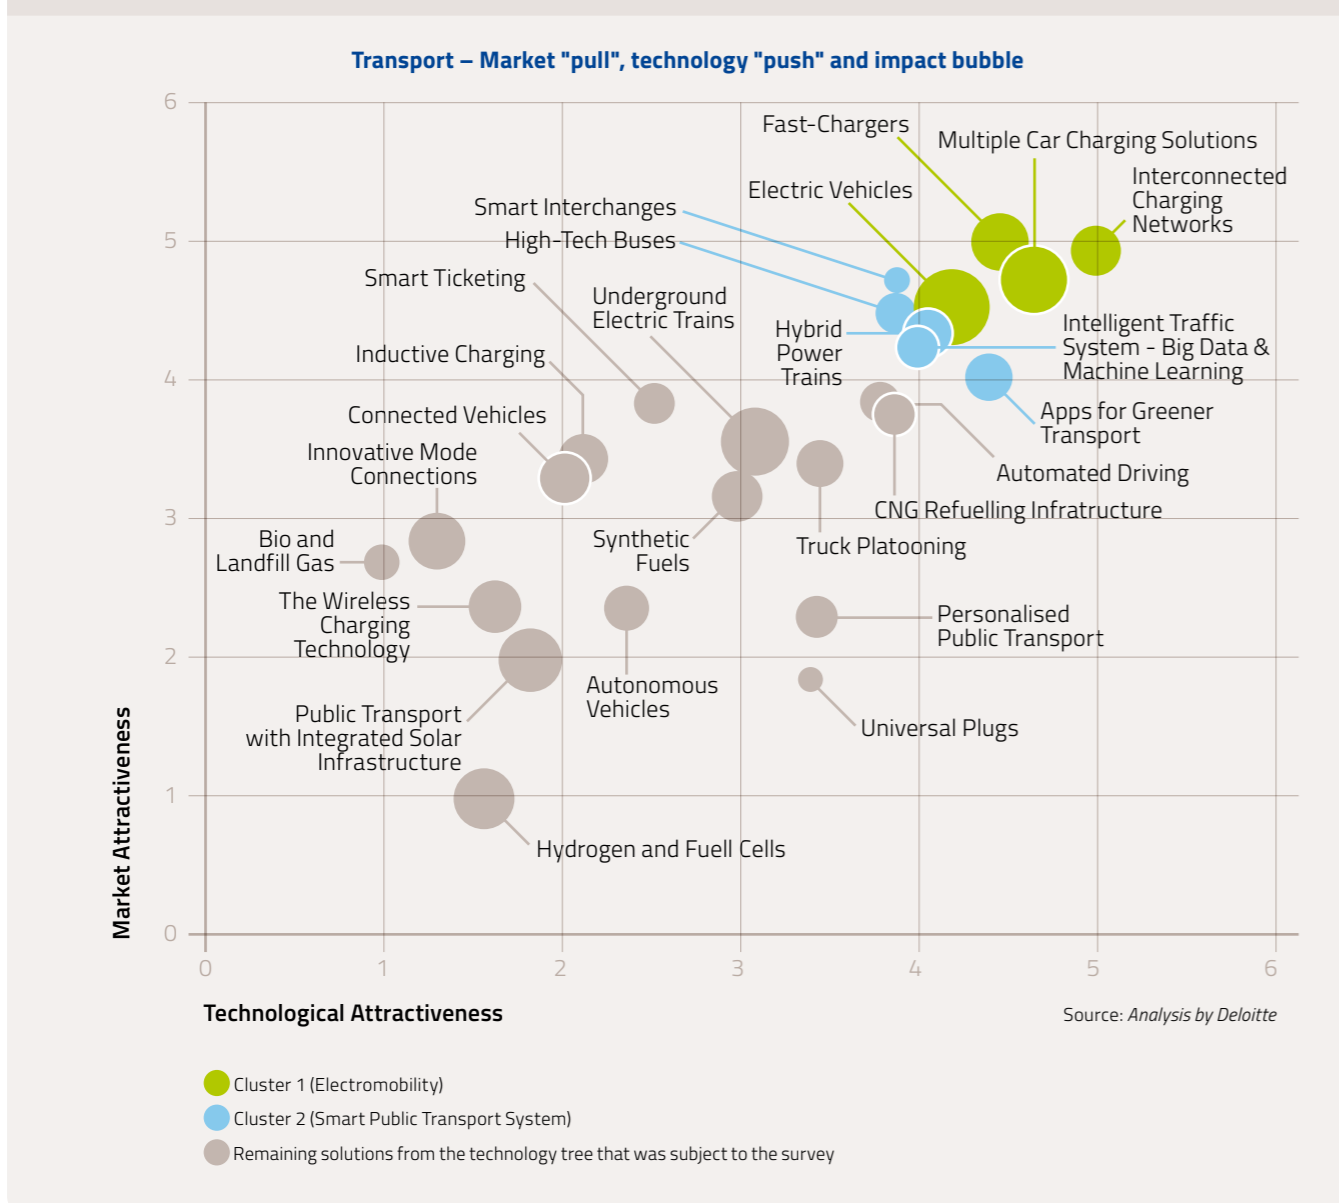 Transport – Market "pull", technology "push" and impact bubble
6
5
4
3
2
1
0
Market Attractiveness
Fast-Chargers
Multiple Car Charging Solutions
Interconnected
Charging
Networks
Electric Vehicles
Smart Interchanges
High-Tech Buses
Smart Ticketing
Underground
Electric Trains
Hybrid
Power
Trains
Intelligent Traffic
System - Big Data &
Machine Learning
Inductive Charging
Connected Vehicles
Innovative Mode
Connections
Apps for Greener
Transport
Automated Driving
CNG Refuelling Infratructure
Bio and
Landfill Gas
Synthetic
Fuels
Truck Platooning
The Wireless
Charging
Technology
Personalised
Public Transport
Autonomous
Vehicles
Public Transport
with Integrated Solar
Infrastructure
Universal Plugs
Hydrogen and Fuell Cells
0 1 2 3 4 5 6
Technological Attractiveness
Source: Analysis by Deloitte
Cluster 1 (Electromobility)
Cluster 2 (Smart Public Transport System)
Remaining solutions from the technology tree that was subject to the survey